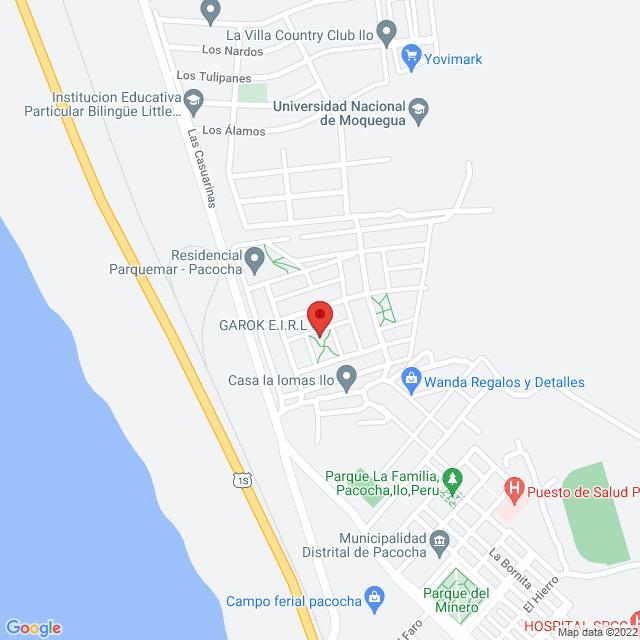 La Villa Country Club Ilo
Los Nardos
Yovimark
Los Tulipanes
Institucion Educativa
Particular Bilingüe Little...
Universidad Nacional
de Moquegua
Los Álamos
Las Casuarinas
Residencial
Parquemar - Pacocha
GAROK E.I.R.L
Casa la lomas Ilo
Wanda Regalos y Detalles
1S
Parque La Familia,
Pacocha,Ilo,Peru
H
Puesto de Salud P
Municipalidad
Distrital de Pacocha
La Bornita
El Hierro
Parque del
Minero
Campo ferial pacocha
l Faro
HOSPITAL SPCC
Google
Map data ©2022